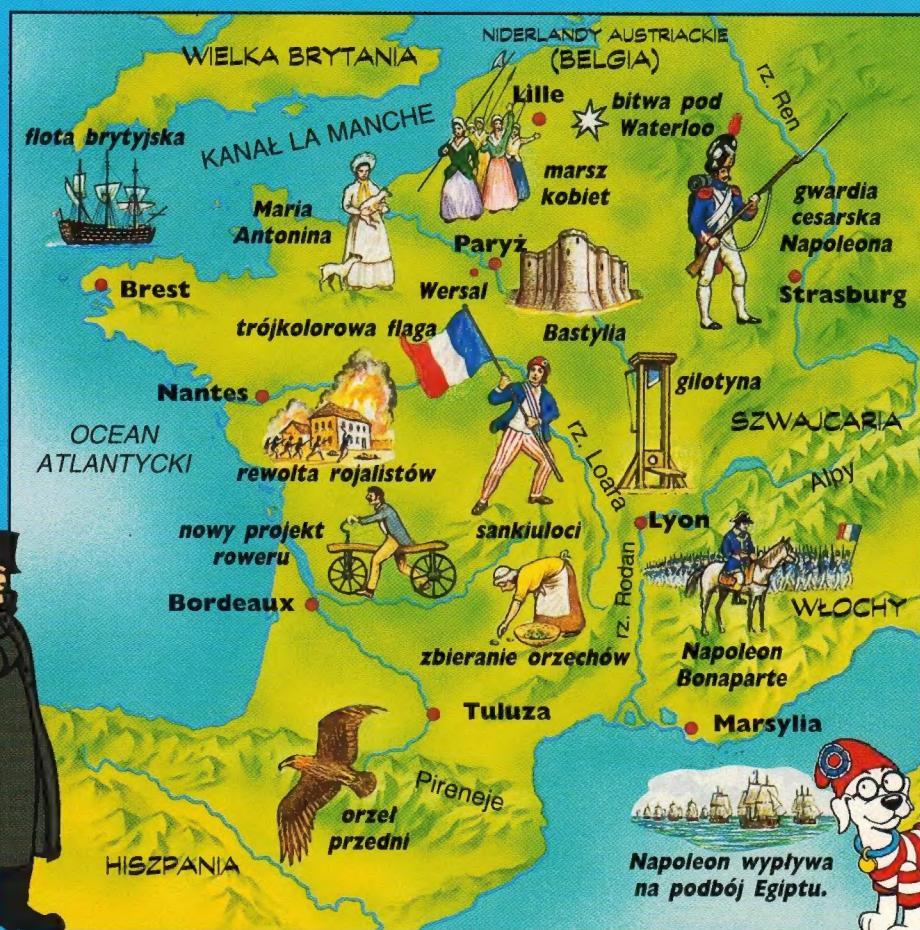 WIELKA BRYTANIA
NIDERLANDY AUSTRIACKIE
(BELGIA)
rz. Ren
Lille
bitwa pod
Waterloo
flota brytyjska
KANAŁ LA MANCHE
marsz
kobiet
gwardia
cesarska
Napoleona
Maria
Antonina
Paryż
Brest
Wersal
Strasburg
trójkolorowa flaga
Bastylia
Nantes
gilotyna
SZWAJCARIA
OCEAN
ATLANTYCKI
rz. Loara
Alpy
rewolta rojalistów
nowy projekt
roweru
sankiuloci
Lyon
rz. Rodan
Bordeaux
WŁOCHY
zbieranie orzechów
Napoleon
Bonaparte
Tuluza
Marsylia
Pireneje
orzeł
przedni
HISZPANIA
Napoleon wypływa
na podbój Egiptu.